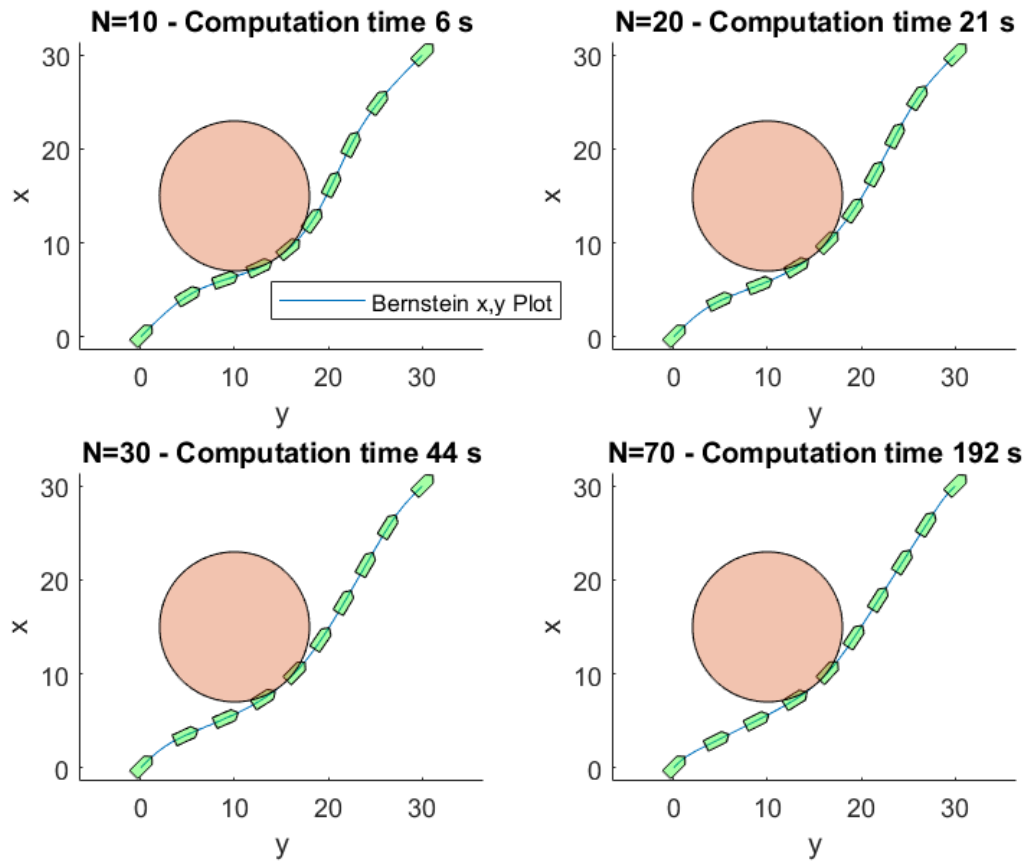 N=10 - Computation time 6 s
30
20
10
0
x
0 10 20 30
y
Bernstein x,y Plot
N=20 - Computation time 21 s
30
20
10
0
x
0 10 20 30
y
N=30 - Computation time 44 s
30
20
10
0
x
0 10 20 30
y
N=70 - Computation time 192 s
30
20
10
0
x
0 10 20 30
y